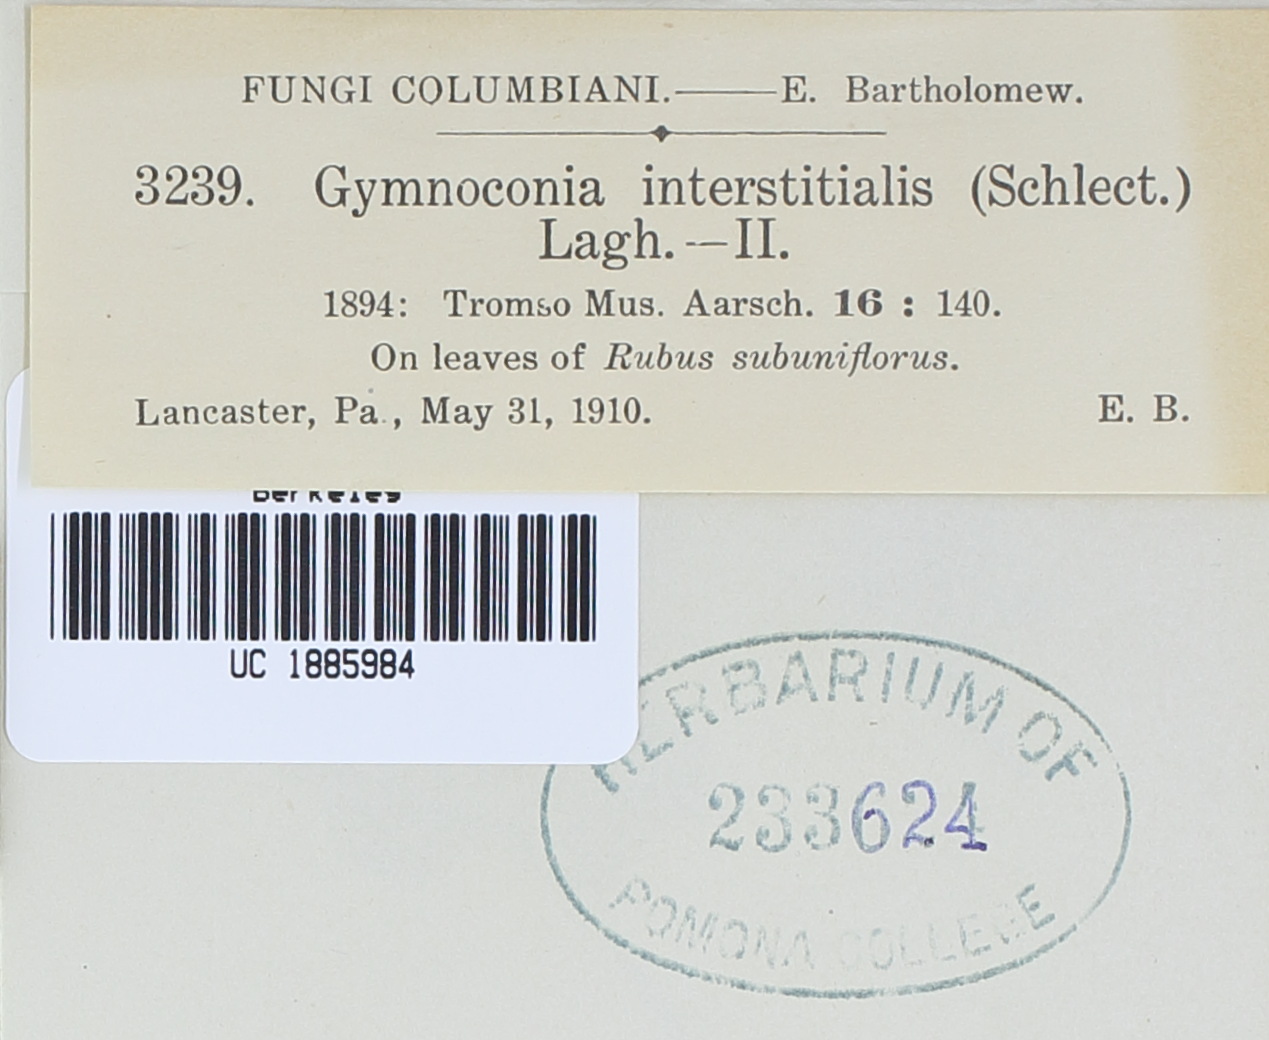 FUNGI COLUMBIANI.——E. Bartholomew.
3239. Gymnoconia interstitialis (Schlect.)
Lagh.—II.
1894: Tromso Mus. Aarsch. 16 : 140.
On leaves of Rubus subuniflorus.
Lancaster, Pa., May 31, 1910. E. B.
Berkeley
UC 1885984
HERBARIUM OF
233624
POMONA COLLEGE